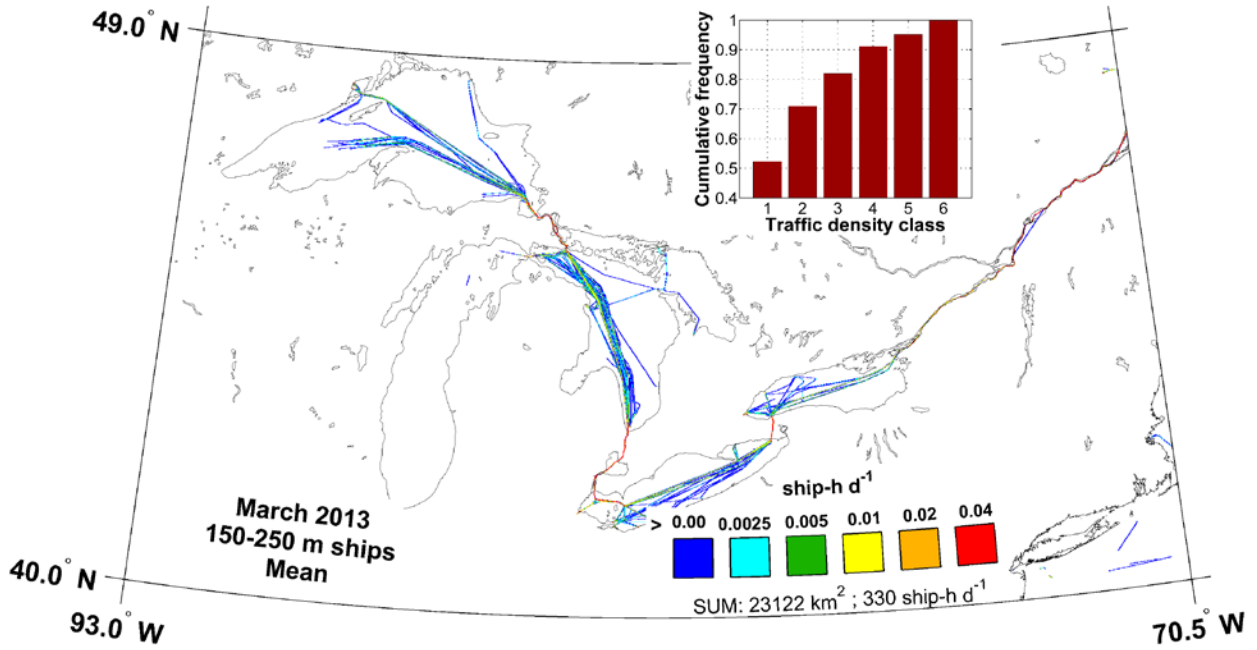 49.0° N
Cumulative frequency
1
0.9
0.8
0.7
0.6
0.5
0.4
1 2 3 4 5 6
Traffic density class
March 2013
150-250 m ships
Mean
ship-h d⁻¹
> 0.00 0.0025 0.005 0.01 0.02 0.04
SUM: 23122 km² ; 330 ship-h d⁻¹
40.0° N
93.0° W
70.5° W